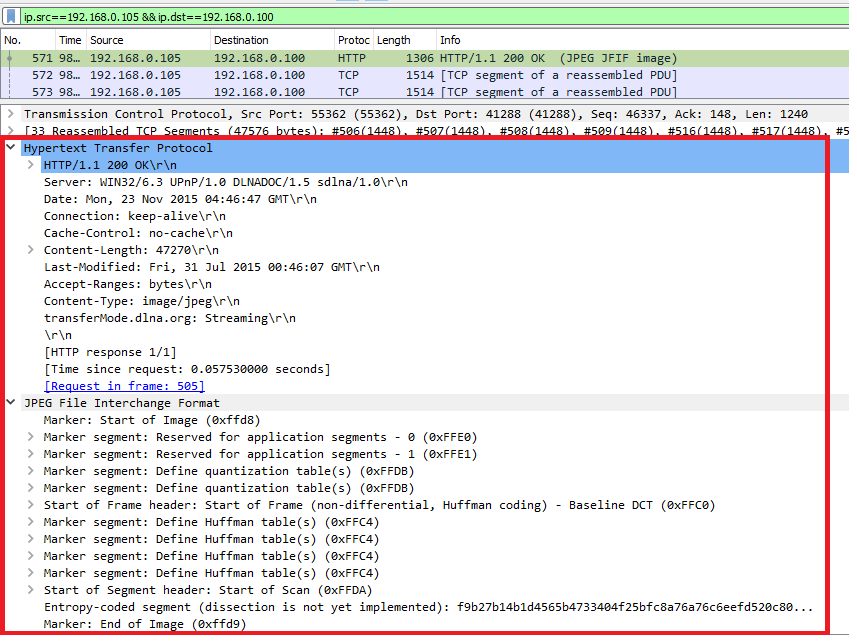 ip.src==192.168.0.105 && ip.dst==192.168.0.100
No. Time Source Destination Protoc Length Info
571 98… 192.168.0.105 192.168.0.100 HTTP 1306 HTTP/1.1 200 OK (JPEG JFIF image)
572 98… 192.168.0.105 192.168.0.100 TCP 1514 [TCP segment of a reassembled PDU]
573 98… 192.168.0.105 192.168.0.100 TCP 1514 [TCP segment of a reassembled PDU]
Transmission Control Protocol, Src Port: 55362 (55362), Dst Port: 41288 (41288), Seq: 46337, Ack: 148, Len: 1240
[33 Reassembled TCP Segments (47576 bytes): #506(1448), #507(1448), #508(1448), #509(1448), #516(1448), #517(1448), #5
Hypertext Transfer Protocol
HTTP/1.1 200 OK\r\n
Server: WIN32/6.3 UPnP/1.0 DLNADOC/1.5 sdlna/1.0\r\n
Date: Mon, 23 Nov 2015 04:46:47 GMT\r\n
Connection: keep-alive\r\n
Cache-Control: no-cache\r\n
Content-Length: 47270\r\n
Last-Modified: Fri, 31 Jul 2015 00:46:07 GMT\r\n
Accept-Ranges: bytes\r\n
Content-Type: image/jpeg\r\n
transferMode.dlna.org: Streaming\r\n
\r\n
[HTTP response 1/1]
[Time since request: 0.057530000 seconds]
[Request in frame: 505]
JPEG File Interchange Format
Marker: Start of Image (0xffd8)
Marker segment: Reserved for application segments - 0 (0xFFE0)
Marker segment: Reserved for application segments - 1 (0xFFE1)
Marker segment: Define quantization table(s) (0xFFDB)
Marker segment: Define quantization table(s) (0xFFDB)
Start of Frame header: Start of Frame (non-differential, Huffman coding) - Baseline DCT (0xFFC0)
Marker segment: Define Huffman table(s) (0xFFC4)
Marker segment: Define Huffman table(s) (0xFFC4)
Marker segment: Define Huffman table(s) (0xFFC4)
Marker segment: Define Huffman table(s) (0xFFC4)
Start of Segment header: Start of Scan (0xFFDA)
Entropy-coded segment (dissection is not yet implemented): f9b27b14b1d4565b4733404f25bfc8a76a76c6eefd520c80...
Marker: End of Image (0xffd9)